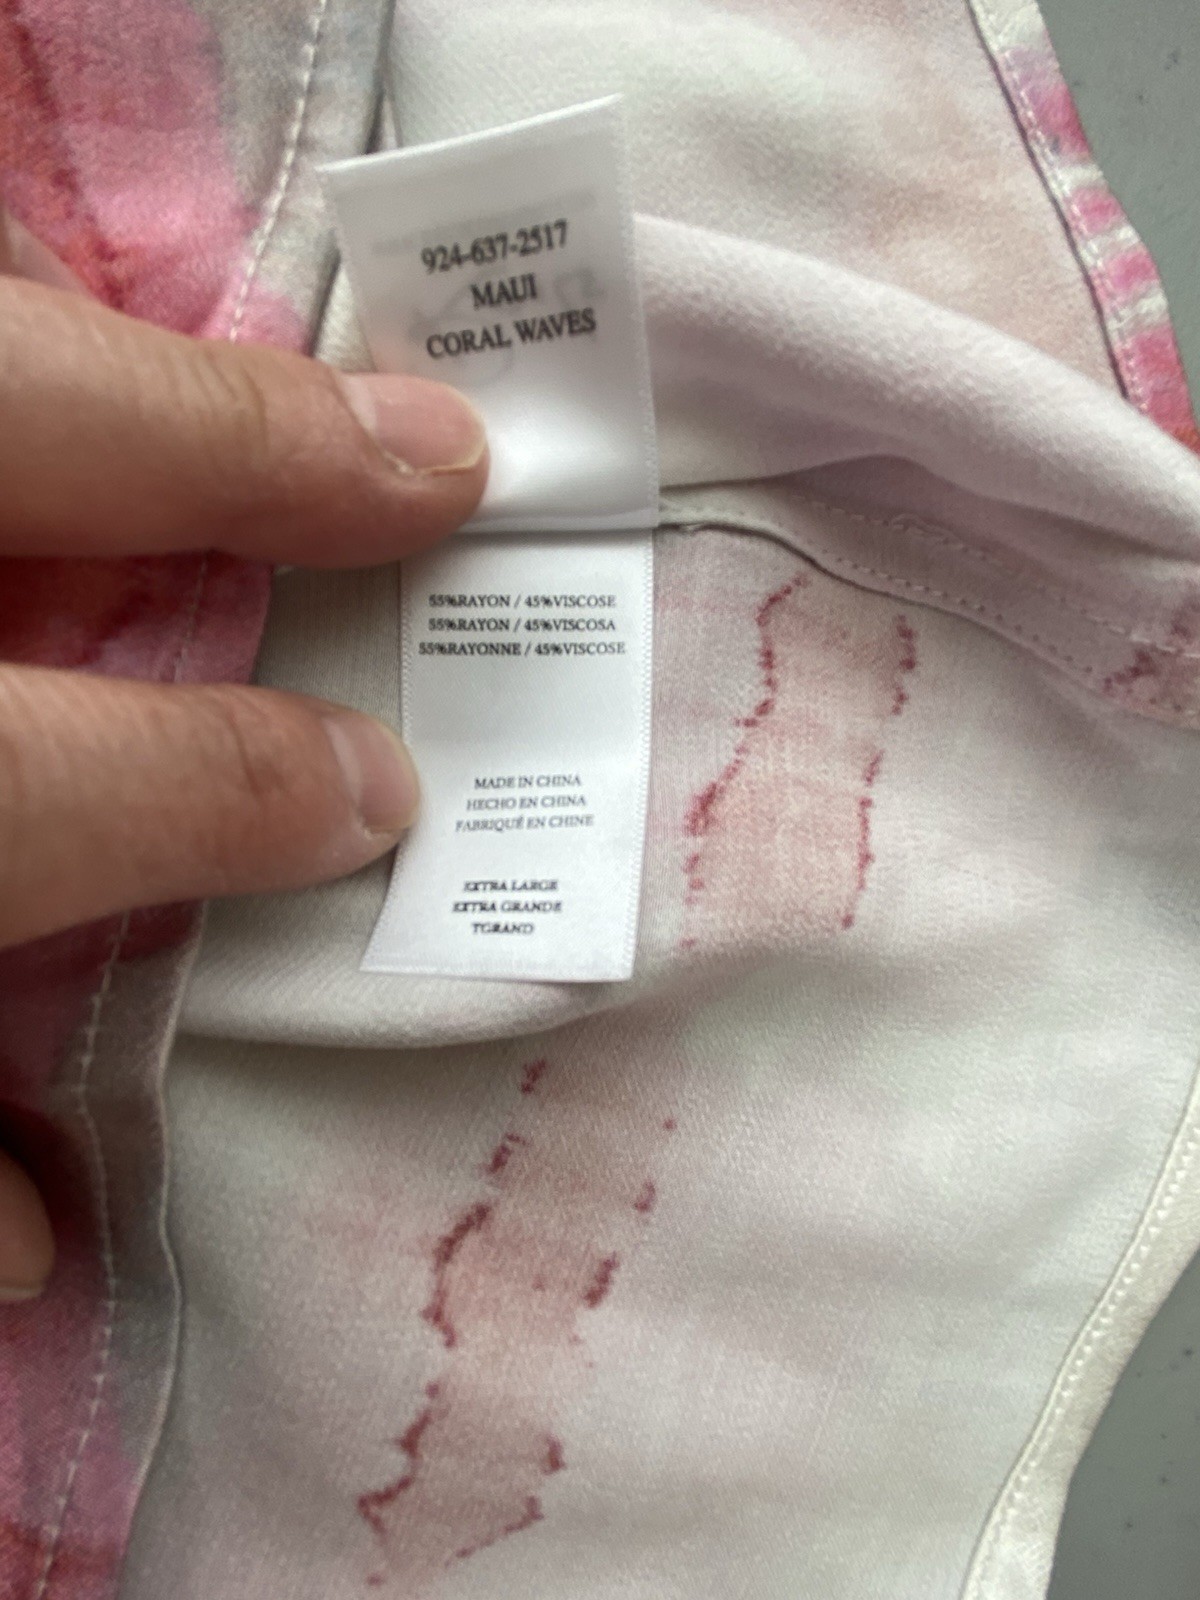 924-637-2517
MAUI
CORAL WAVES
55%RAYON / 45%VISCOSE
55%RAYON / 45%VISCOSA
55%RAYONNE / 45%VISCOSE
MADE IN CHINA
HECHO EN CHINA
FABRIQUÉ EN CHINE
EXTRA LARGE
EXTRA GRANDE
TGRAND